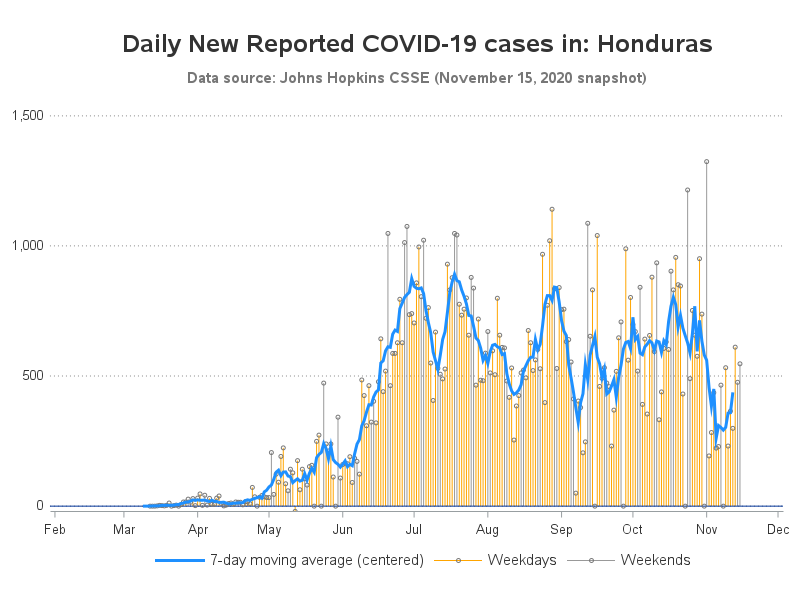 Daily New Reported COVID-19 cases in: Honduras
Data source: Johns Hopkins CSSE (November 15, 2020 snapshot)
1,500
1,000
500
0
Feb Mar Apr May Jun Jul Aug Sep Oct Nov Dec
7-day moving average (centered) Weekdays Weekends